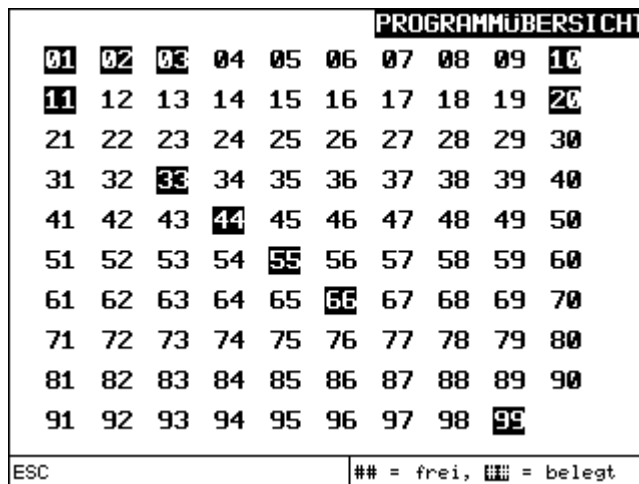 PROGRAMMÜBERSICHT
01 02 03 04 05 06 07 08 09 10
11 12 13 14 15 16 17 18 19 20
21 22 23 24 25 26 27 28 29 30
31 32 33 34 35 36 37 38 39 40
41 42 43 44 45 46 47 48 49 50
51 52 53 54 55 56 57 58 59 60
61 62 63 64 65 66 67 68 69 70
71 72 73 74 75 76 77 78 79 80
81 82 83 84 85 86 87 88 89 90
91 92 93 94 95 96 97 98 99
ESC ## = frei, ## = belegt